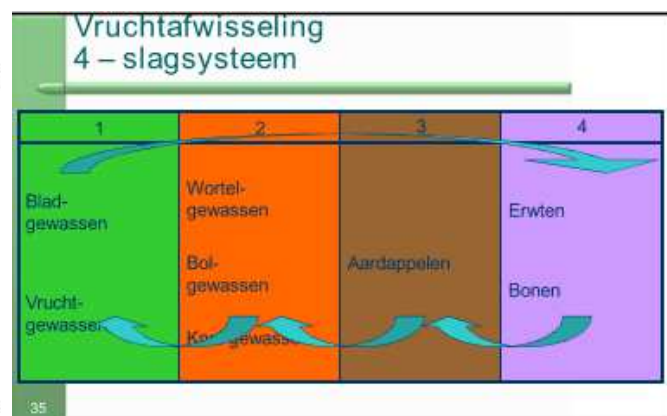 Vruchtafwisseling
4 – slagsysteem
1
2
3
4
Blad-
gewassen
Vrucht-
gewassen
Wortel-
gewassen
Bol-
gewassen
Aardappelen
Erwten
Bonen
35